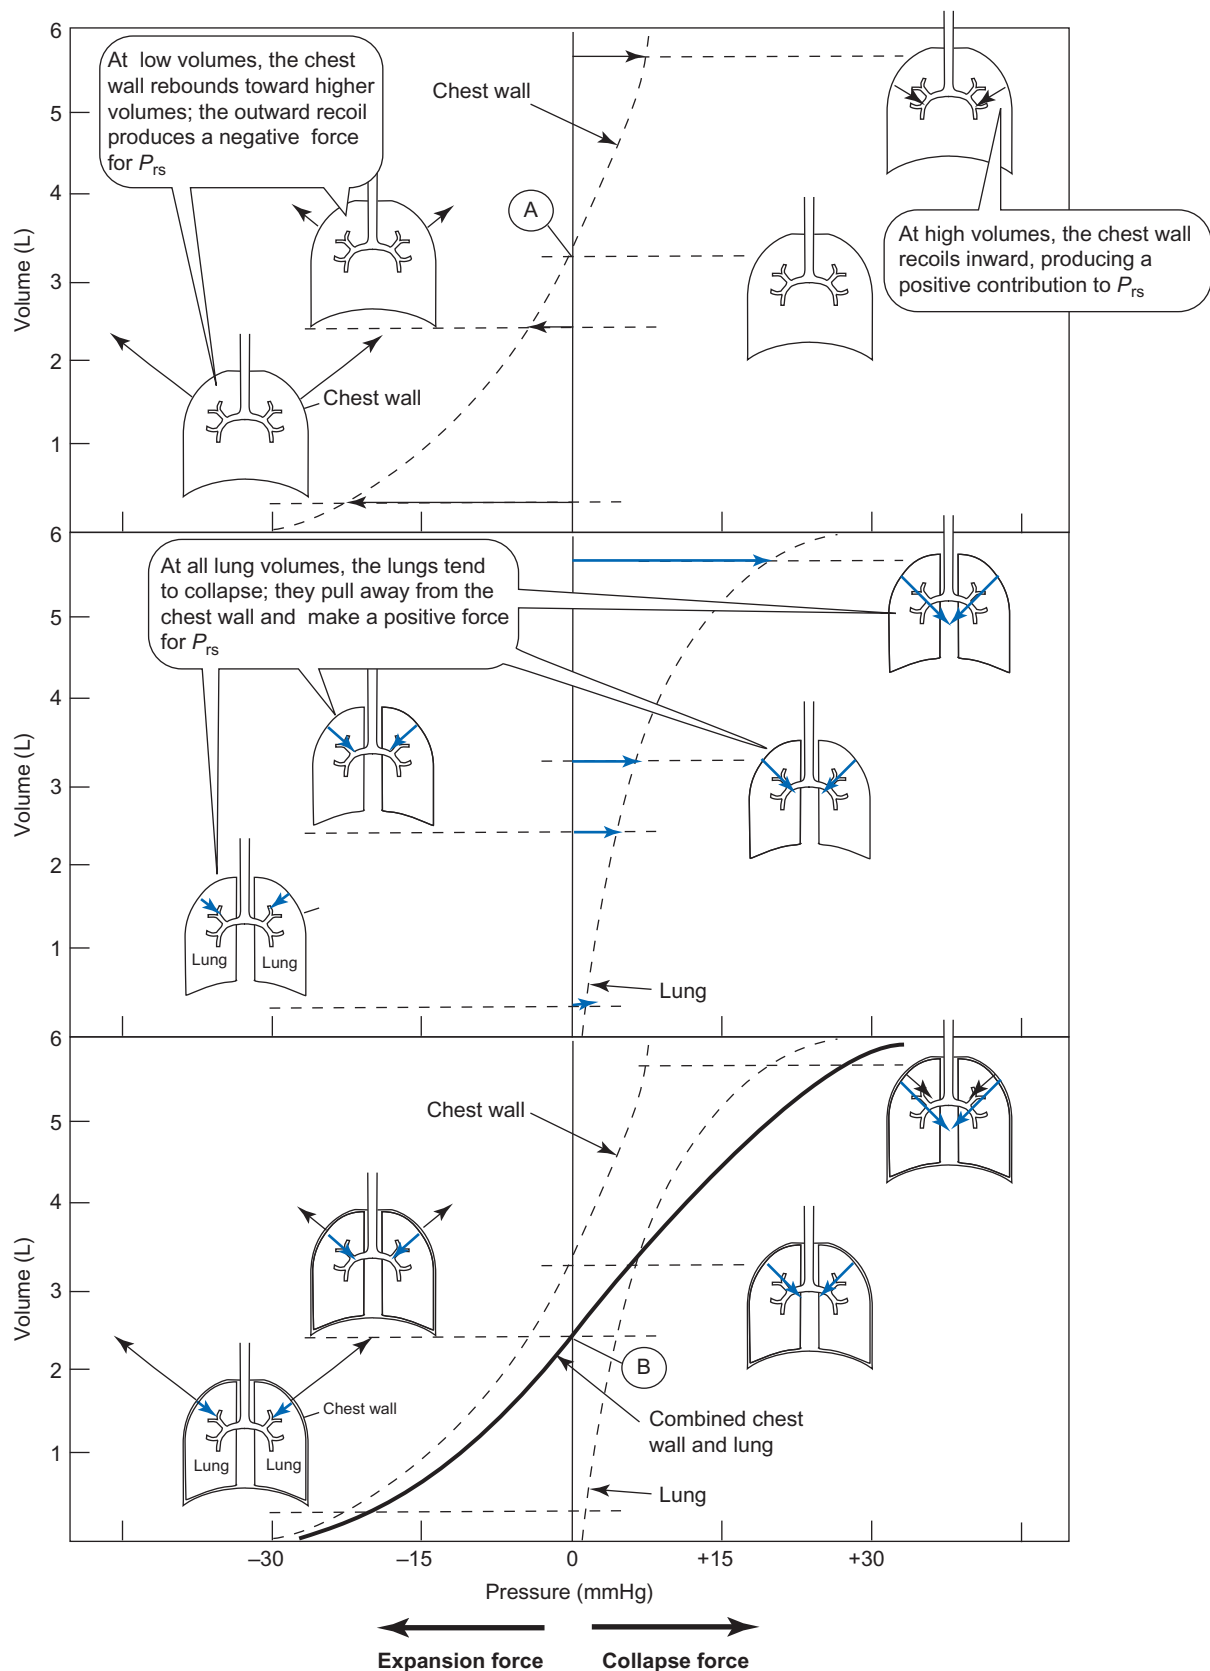 6
5
4
3
2
1
Volume (L)
At low volumes, the chest
wall rebounds toward higher
volumes; the outward recoil
produces a negative force
for Prs
Chest wall
A
Chest wall
At high volumes, the chest wall
recoils inward, producing a
positive contribution to Prs
6
5
4
3
2
1
Volume (L)
At all lung volumes, the lungs tend
to collapse; they pull away from the
chest wall and make a positive force
for Prs
Lung Lung
Lung
6
5
4
3
2
1
Volume (L)
Chest wall
Chest wall
Lung Lung
B
Combined chest
wall and lung
Lung
–30 –15 0 +15 +30
Pressure (mmHg)
Expansion force Collapse force